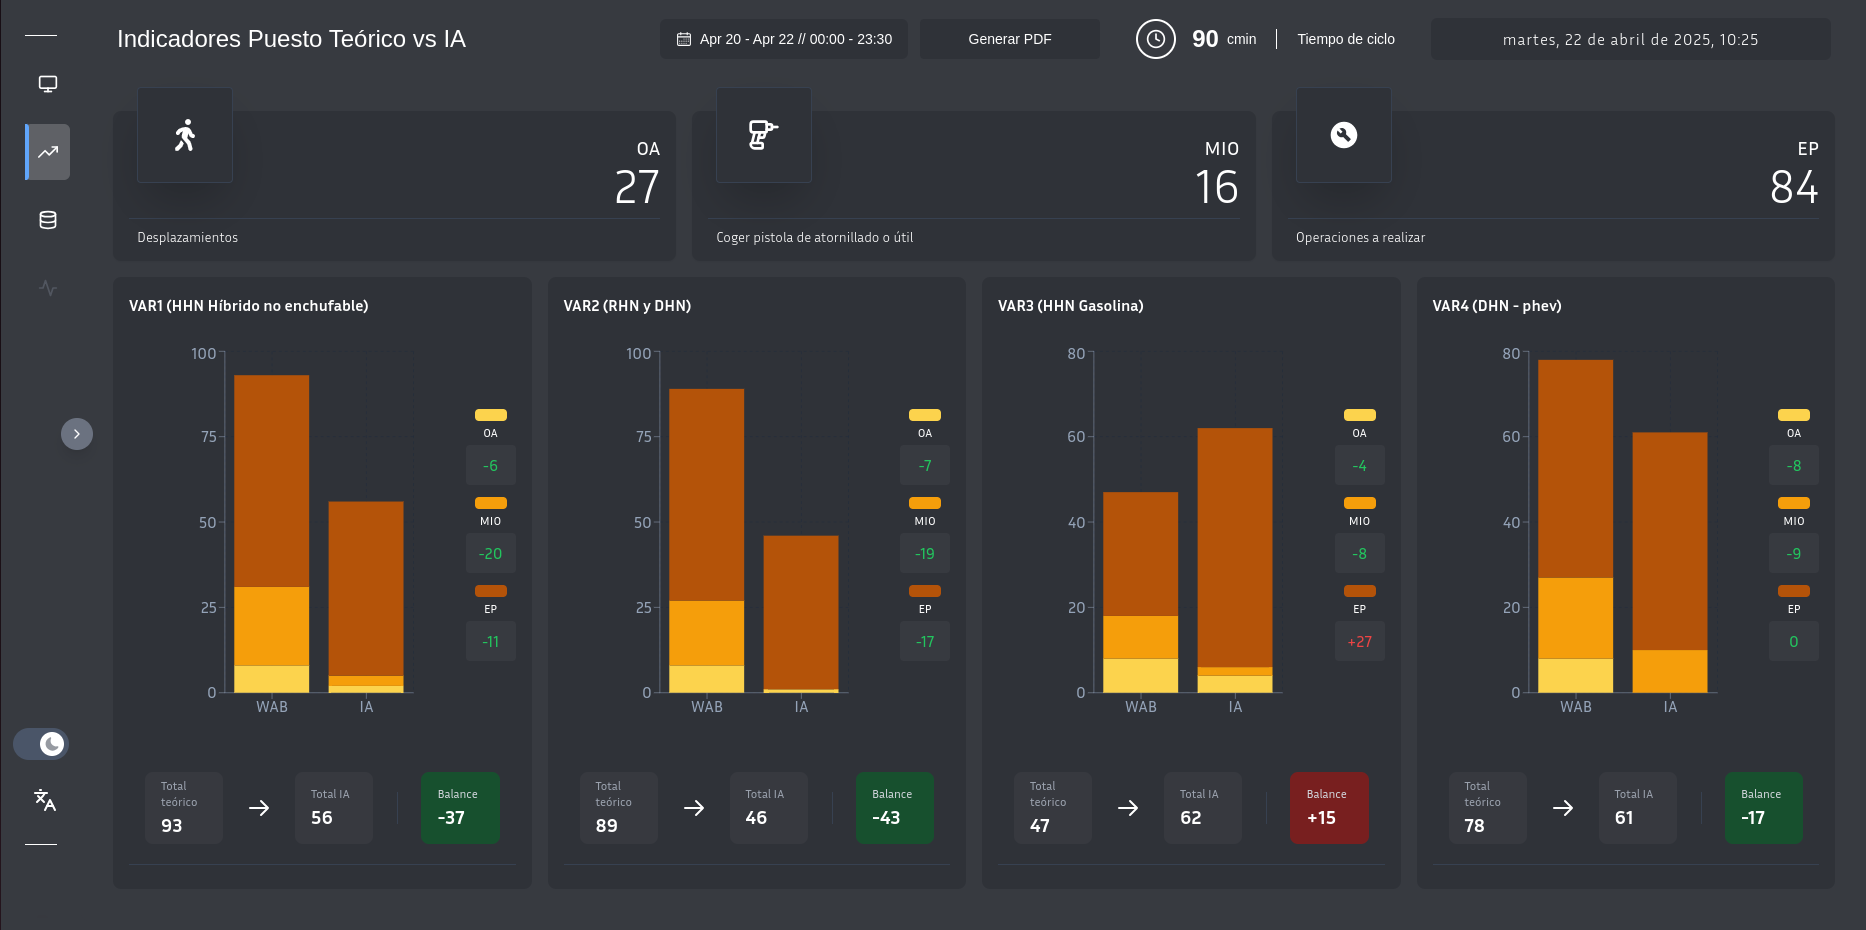 Indicadores Puesto Teórico vs IA
Apr 20 - Apr 22 // 00:00 - 23:30
Generar PDF
90 cmin
Tiempo de ciclo
martes, 22 de abril de 2025, 10:25
OA
27
Desplazamientos
MIO
16
Coger pistola de atornillado o útil
EP
84
Operaciones a realizar
VAR1 (HHN Híbrido no enchufable)
100
75
50
25
0
WAB
IA
OA
-6
MIO
-20
EP
-11
Total
teórico
93
Total IA
56
Balance
-37
VAR2 (RHN y DHN)
100
75
50
25
0
WAB
IA
OA
-7
MIO
-19
EP
-17
Total
teórico
89
Total IA
46
Balance
-43
VAR3 (HHN Gasolina)
80
60
40
20
0
WAB
IA
OA
-4
MIO
-8
EP
+27
Total
teórico
47
Total IA
62
Balance
+15
VAR4 (DHN - phev)
80
60
40
20
0
WAB
IA
OA
-8
MIO
-9
EP
0
Total
teórico
78
Total IA
61
Balance
-17